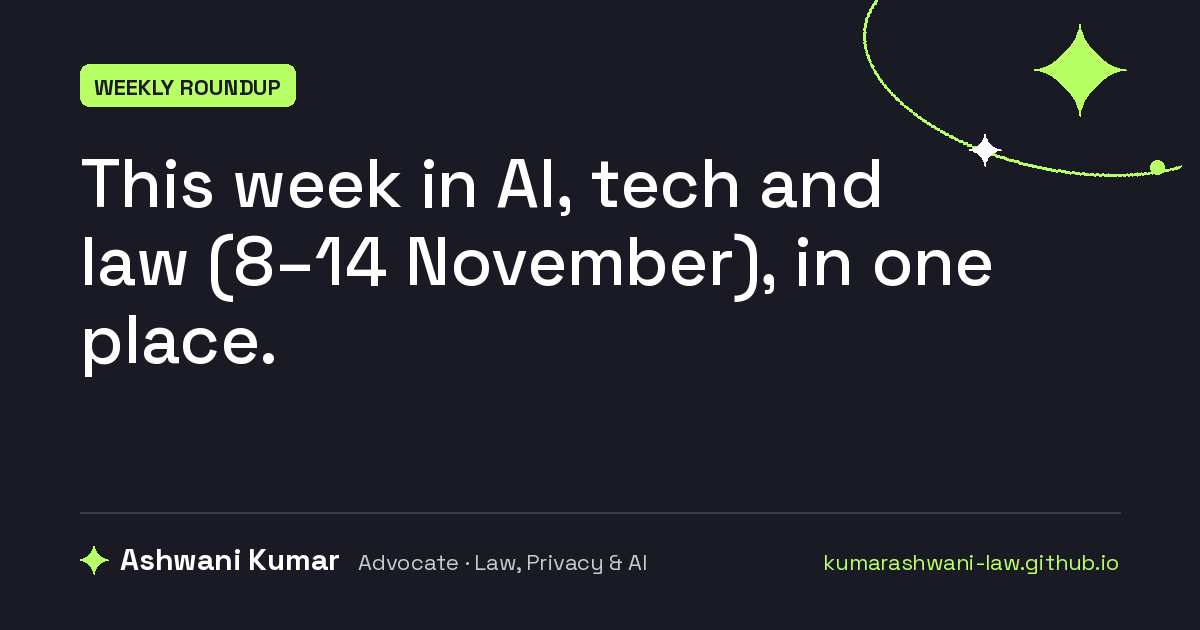 WEEKLY ROUNDUP
This week in AI, tech and
law (8–14 November), in one
place.
Ashwani Kumar Advocate · Law, Privacy & AI kumarashwani-law.github.io